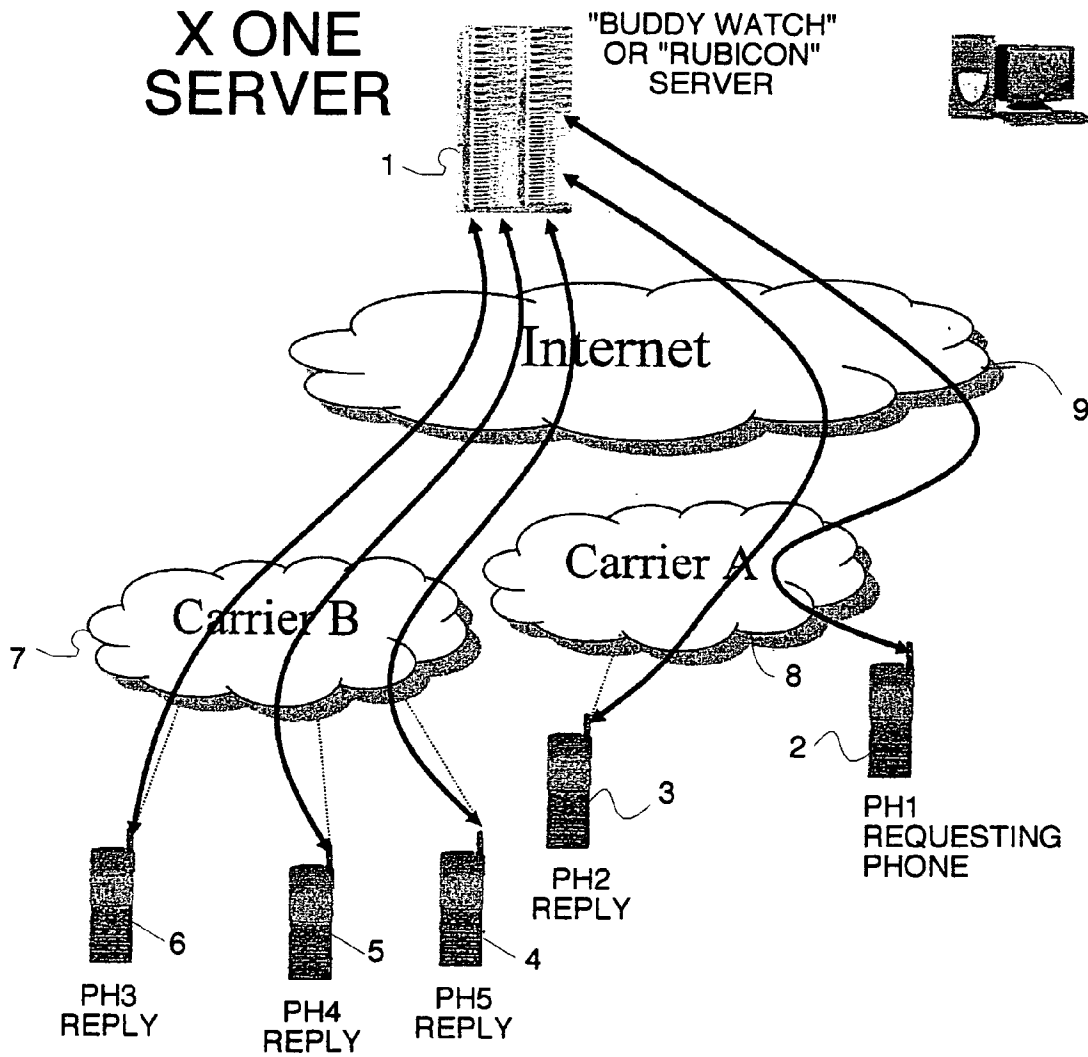 X ONE
SERVER
"BUDDY WATCH"
OR "RUBICON"
SERVER
1
Internet
9
Carrier A
Carrier B
7
8
2
3
PH1
REQUESTING
PHONE
PH2
REPLY
6
5
4
PH3
REPLY
PH4
REPLY
PH5
REPLY